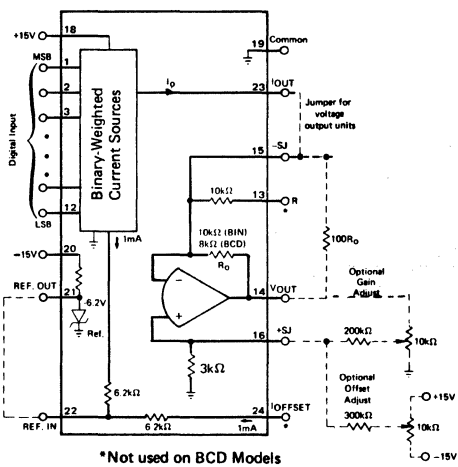 +15V
18
Common
19
MSB
1
2
3
12
LSB
Digital Input
Binary-Weighted
Current Sources
Io
IOUT
23
Jumper for
voltage
output units
-SJ
15
10kΩ
13
R
*
10kΩ (BIN)
8kΩ (BCD)
Ro
100Ro
1mA
-15V
20
REF. OUT
21
-6.2V
Ref.
−
+
VOUT
14
Optional
Gain
Adjust
+SJ
16
200kΩ
10kΩ
3kΩ
Optional
Offset
Adjust
300kΩ
+15V
10kΩ
-15V
6.2kΩ
REF. IN
22
6.2kΩ
1mA
24
IOFFSET
*
*Not used on BCD Models